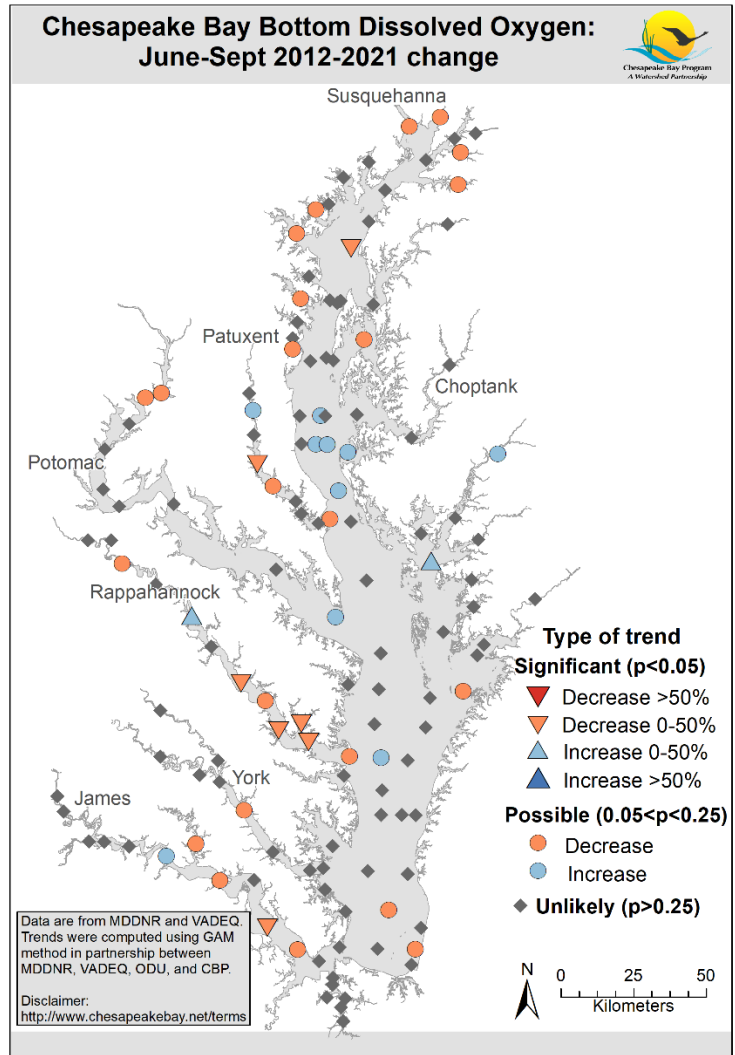 Chesapeake Bay Bottom Dissolved Oxygen:
June-Sept 2012-2021 change
Chesapeake Bay Program
A Watershed Partnership
Susquehanna
Patuxent
Choptank
Potomac
Rappahannock
York
James
Type of trend
Significant (p<0.05)
Decrease >50%
Decrease 0-50%
Increase 0-50%
Increase >50%
Possible (0.05<p<0.25)
Decrease
Increase
Unlikely (p>0.25)
Data are from MDDNR and VADEQ.
Trends were computed using GAM
method in partnership between
MDDNR, VADEQ, ODU, and CBP.
Disclaimer:
http://www.chesapeakebay.net/terms
N
0 25 50
Kilometers